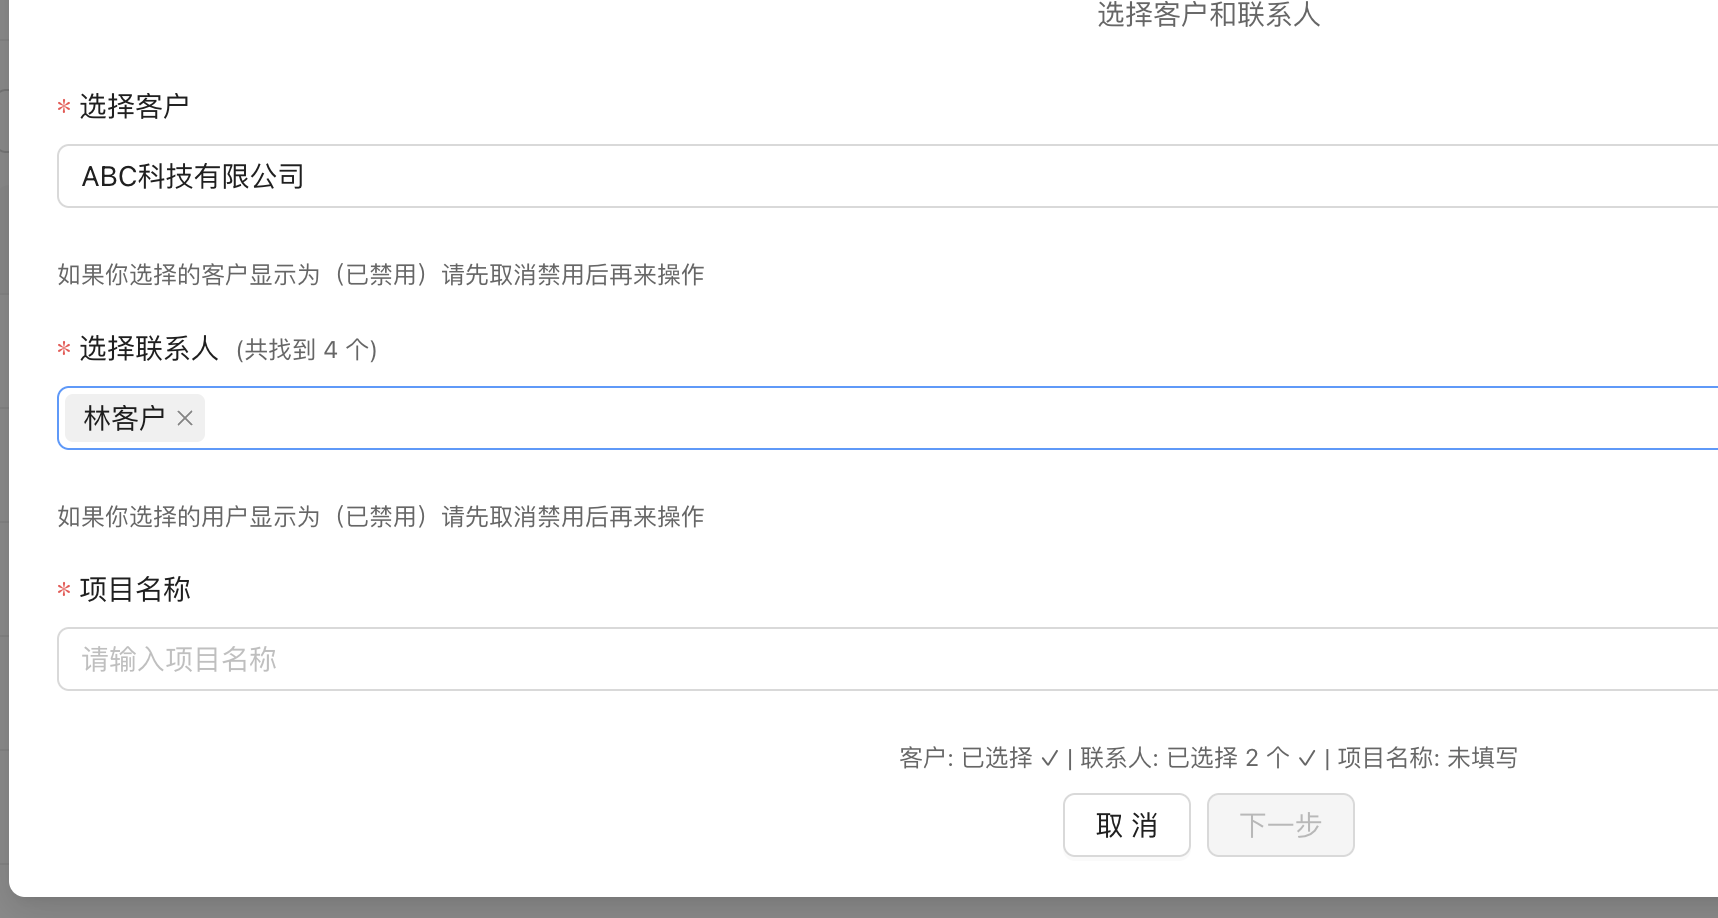 选择客户和联系人
* 选择客户
ABC科技有限公司
如果你选择的客户显示为（已禁用）请先取消禁用后再来操作
* 选择联系人 (共找到 4 个)
林客户 ×
如果你选择的用户显示为（已禁用）请先取消禁用后再来操作
* 项目名称
请输入项目名称
客户: 已选择 ✓ | 联系人: 已选择 2 个 ✓ | 项目名称: 未填写
取 消 下一步